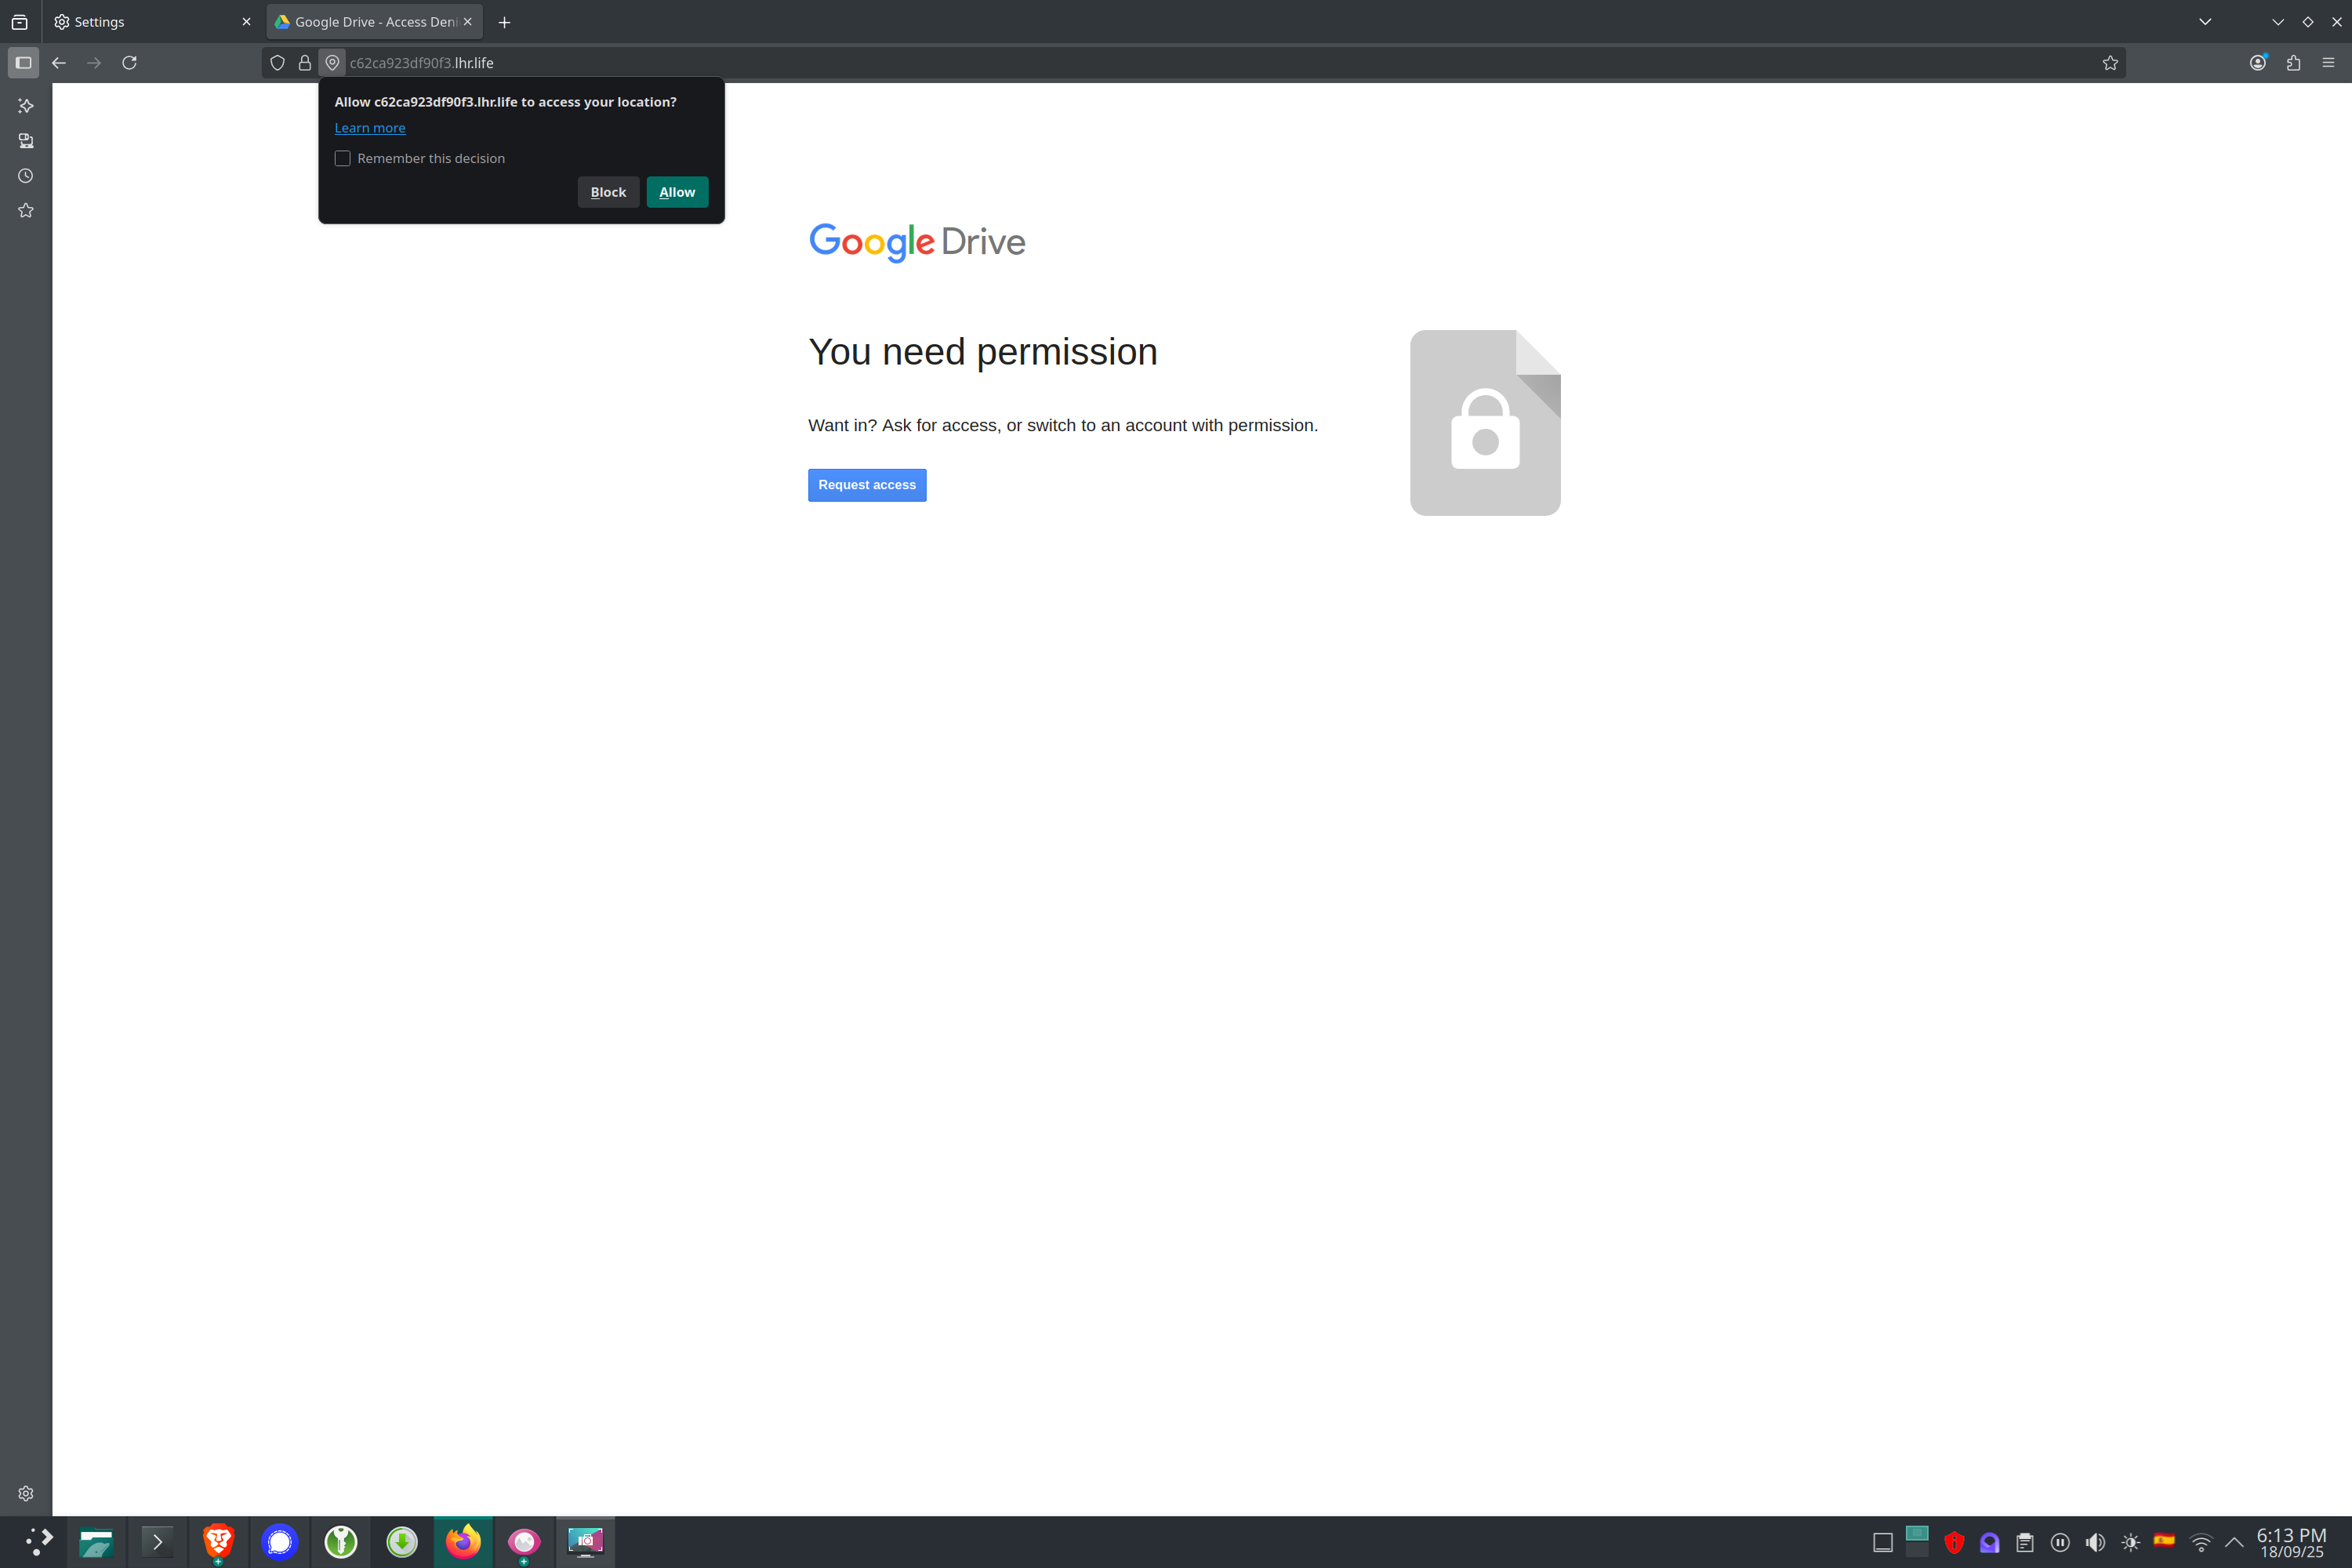 Settings
Google Drive - Access Deni
c62ca923df90f3.lhr.life
Allow c62ca923df90f3.lhr.life to access your location?
Learn more
Remember this decision
Block
Allow
Google Drive
You need permission
Want in? Ask for access, or switch to an account with permission.
Request access
6:13 PM
18/09/25